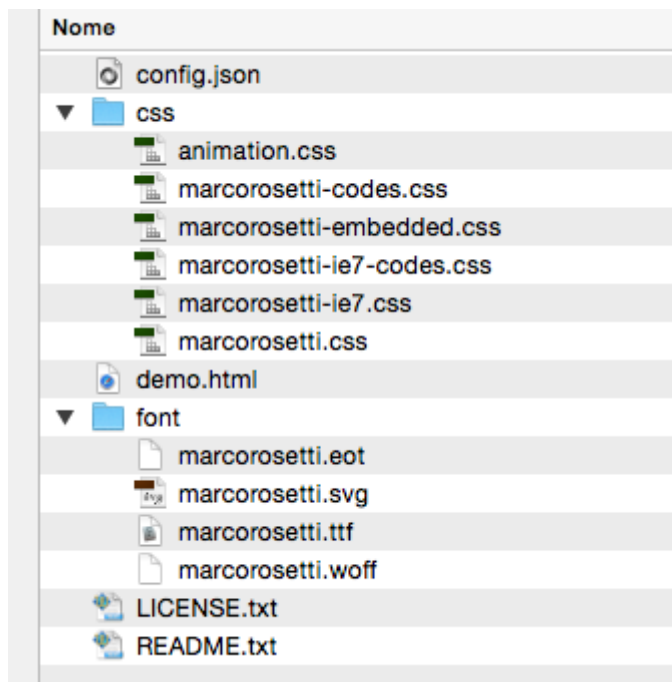 Nome
config.json
css
animation.css
marcorosetti-codes.css
marcorosetti-embedded.css
marcorosetti-ie7-codes.css
marcorosetti-ie7.css
marcorosetti.css
demo.html
font
marcorosetti.eot
marcorosetti.svg
marcorosetti.ttf
marcorosetti.woff
LICENSE.txt
README.txt